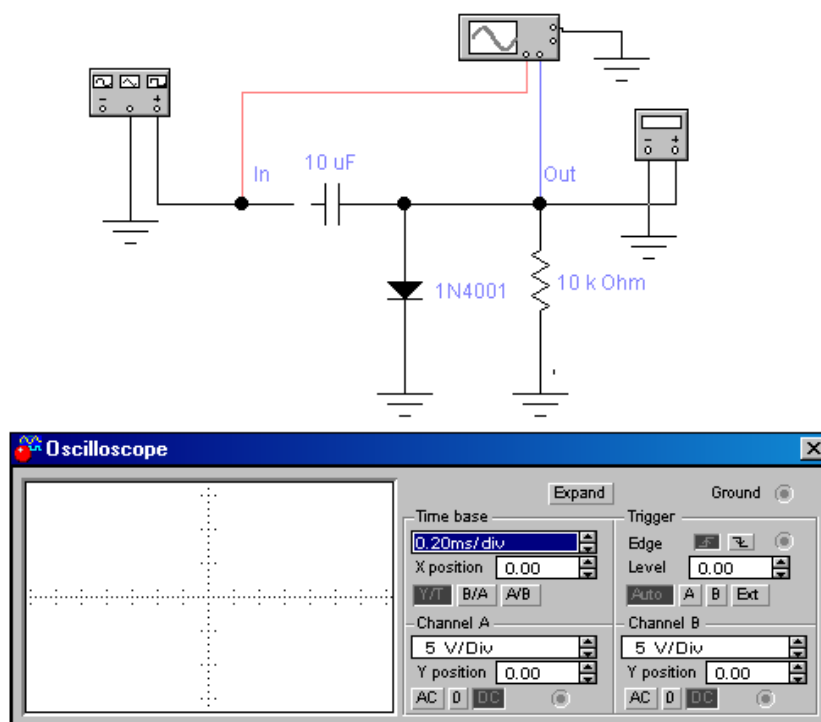 In
10 uF
Out
1N4001
10 k Ohm
Oscilloscope
Expand
Ground
Time base
0.20ms/div
X position 0.00
Y/T B/A A/B
Trigger
Edge
Level 0.00
Auto A B Ext
Channel A
5 V/Div
Y position 0.00
AC 0 DC
Channel B
5 V/Div
Y position 0.00
AC 0 DC